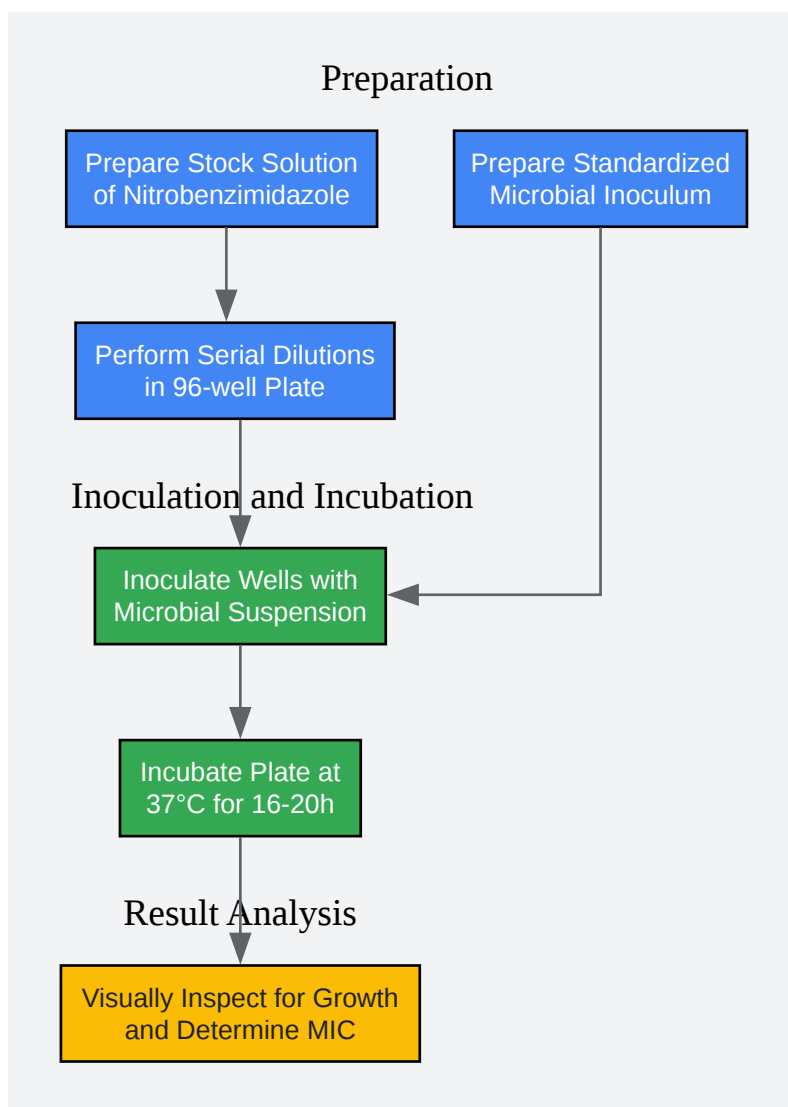 Preparation
Prepare Stock Solution
of Nitrobenzimidazole
Prepare Standardized
Microbial Inoculum
Perform Serial Dilutions
in 96-well Plate
Inoculation and Incubation
Inoculate Wells with
Microbial Suspension
Incubate Plate at
37°C for 16-20h
Result Analysis
Visually Inspect for Growth
and Determine MIC